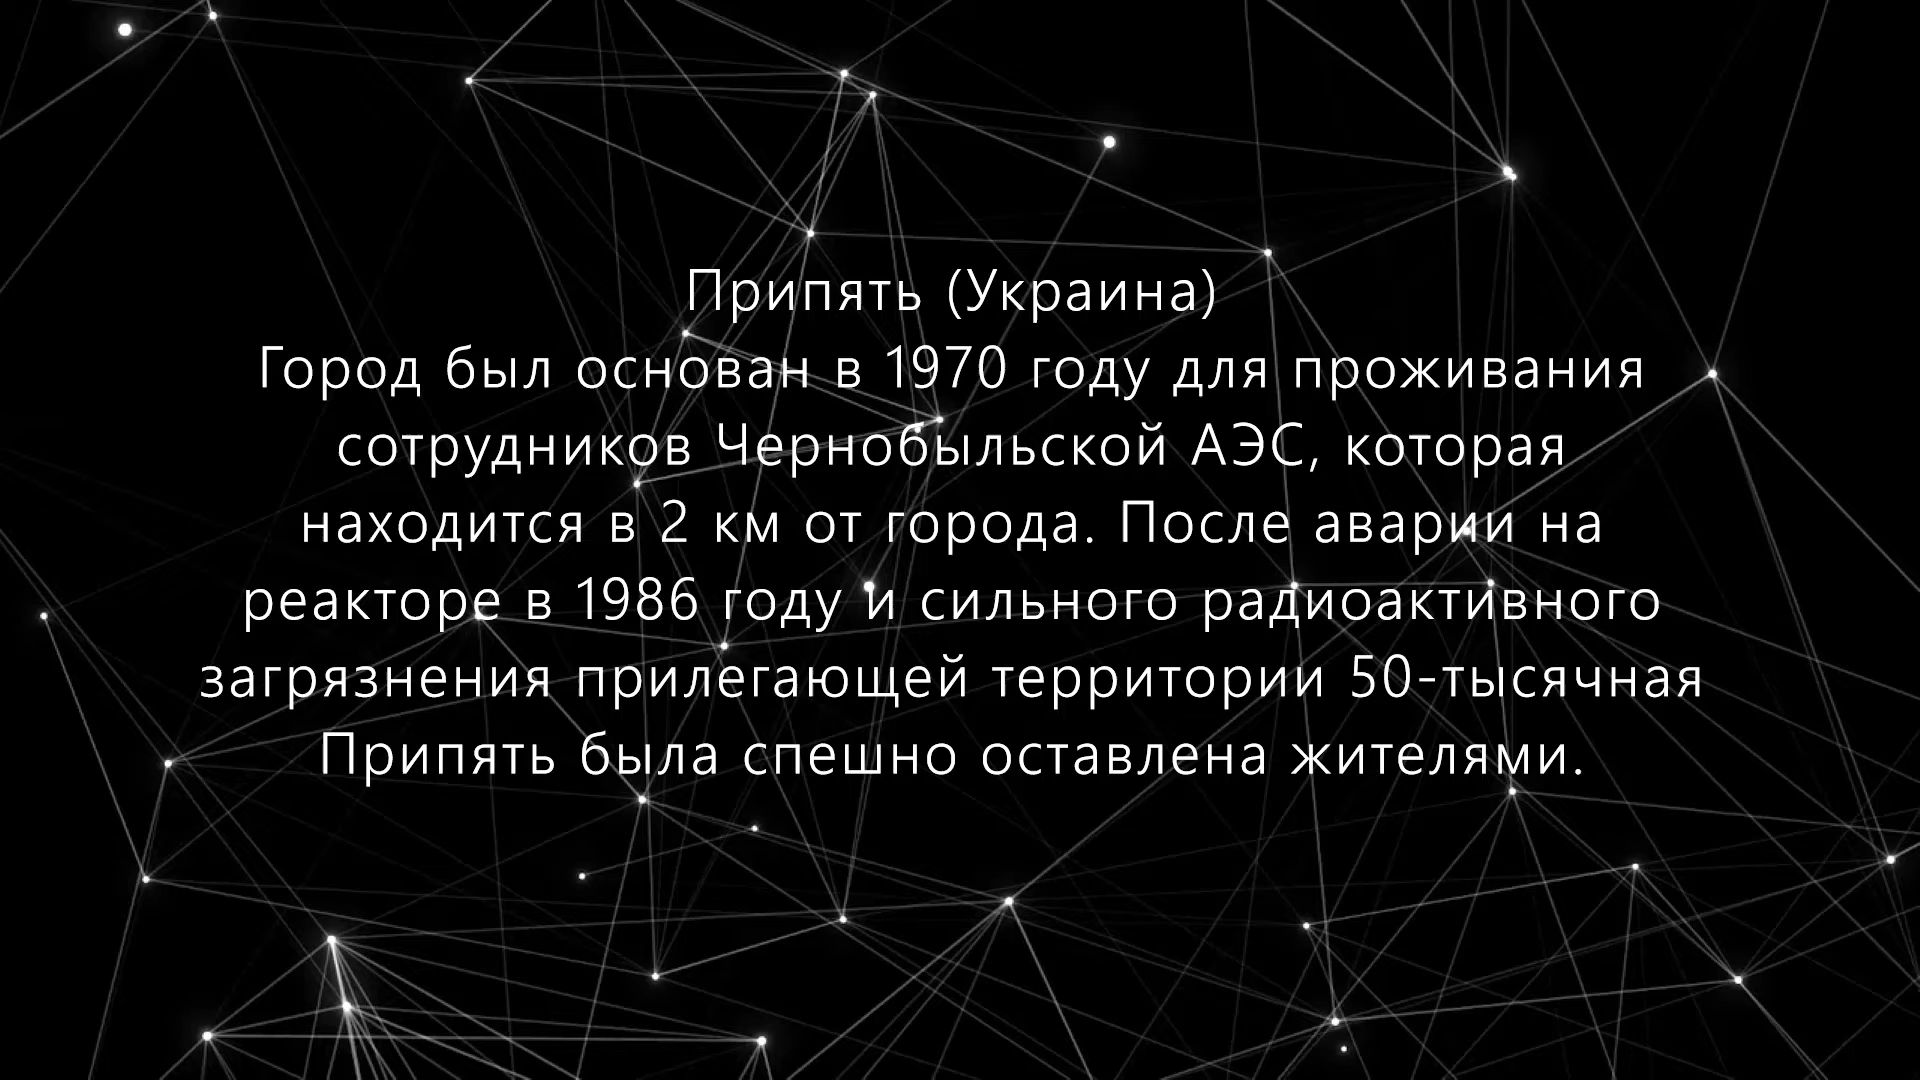 Припять (Украина)
Город был основан в 1970 году для проживания
сотрудников Чернобыльской АЭС, которая
находится в 2 км от города. После аварии на
реакторе в 1986 году и сильного радиоактивного
загрязнения прилегающей территории 50-тысячная
Припять была спешно оставлена жителями.